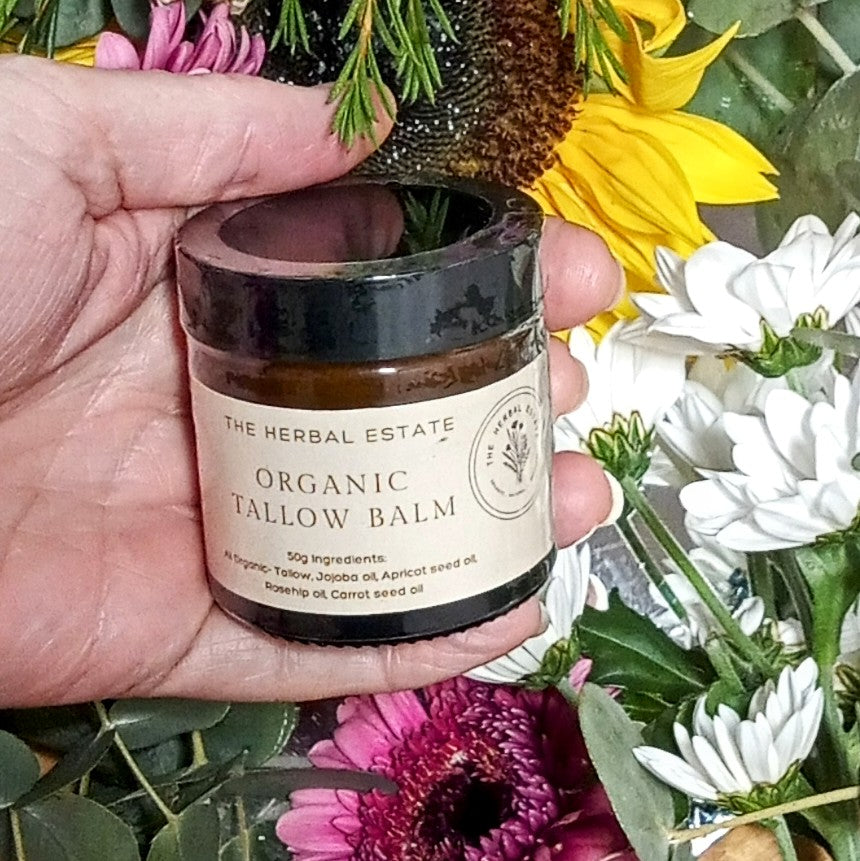 THE HERBAL ESTATE
ORGANIC
TALLOW BALM
50g Ingredients:
All Organic- Tallow, Jojoba oil, Apricot seed oil,
Rosehip oil, Carrot seed oil
THE HERBAL ESTATE